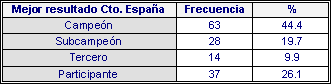 Mejor resultado Cto. España Frecuencia %
Campeón 63 44.4
Subcampeón 28 19.7
Tercero 14 9.9
Participante 37 26.1